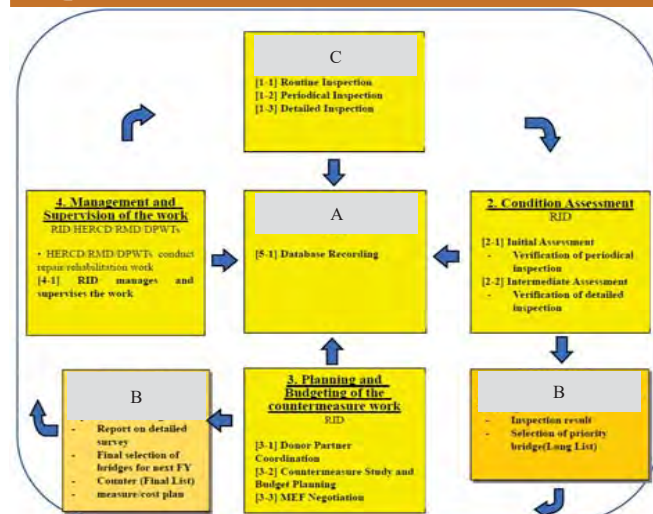 C
[1-1] Routine Inspection
[1-2] Periodical Inspection
[1-3] Detailed Inspection
4. Management and
Supervision of the work
RID/HERCD/RMD/DPWTs
• HERCD/RMD/DPWTs conduct
repair/rehabilitation work
[4-1] RID manages and
supervises the work
A
[5-1] Database Recording
2. Condition Assessment
RID
[2-1] Initial Assessment
- Verification of periodical
inspection
[2-2] Intermediate Assessment
- Verification of detailed
inspection
B
- Report on detailed
survey
- Final selection of
bridges for next FY
- Counter (Final List)
- measure/cost plan
3. Planning and
Budgeting of the
countermeasure work
RID
[3-1] Donor Partner
Coordination
[3-2] Countermeasure Study and
Budget Planning
[3-3] MEF Negotiation
B
- Inspection result
- Selection of priority
bridge(Long List)